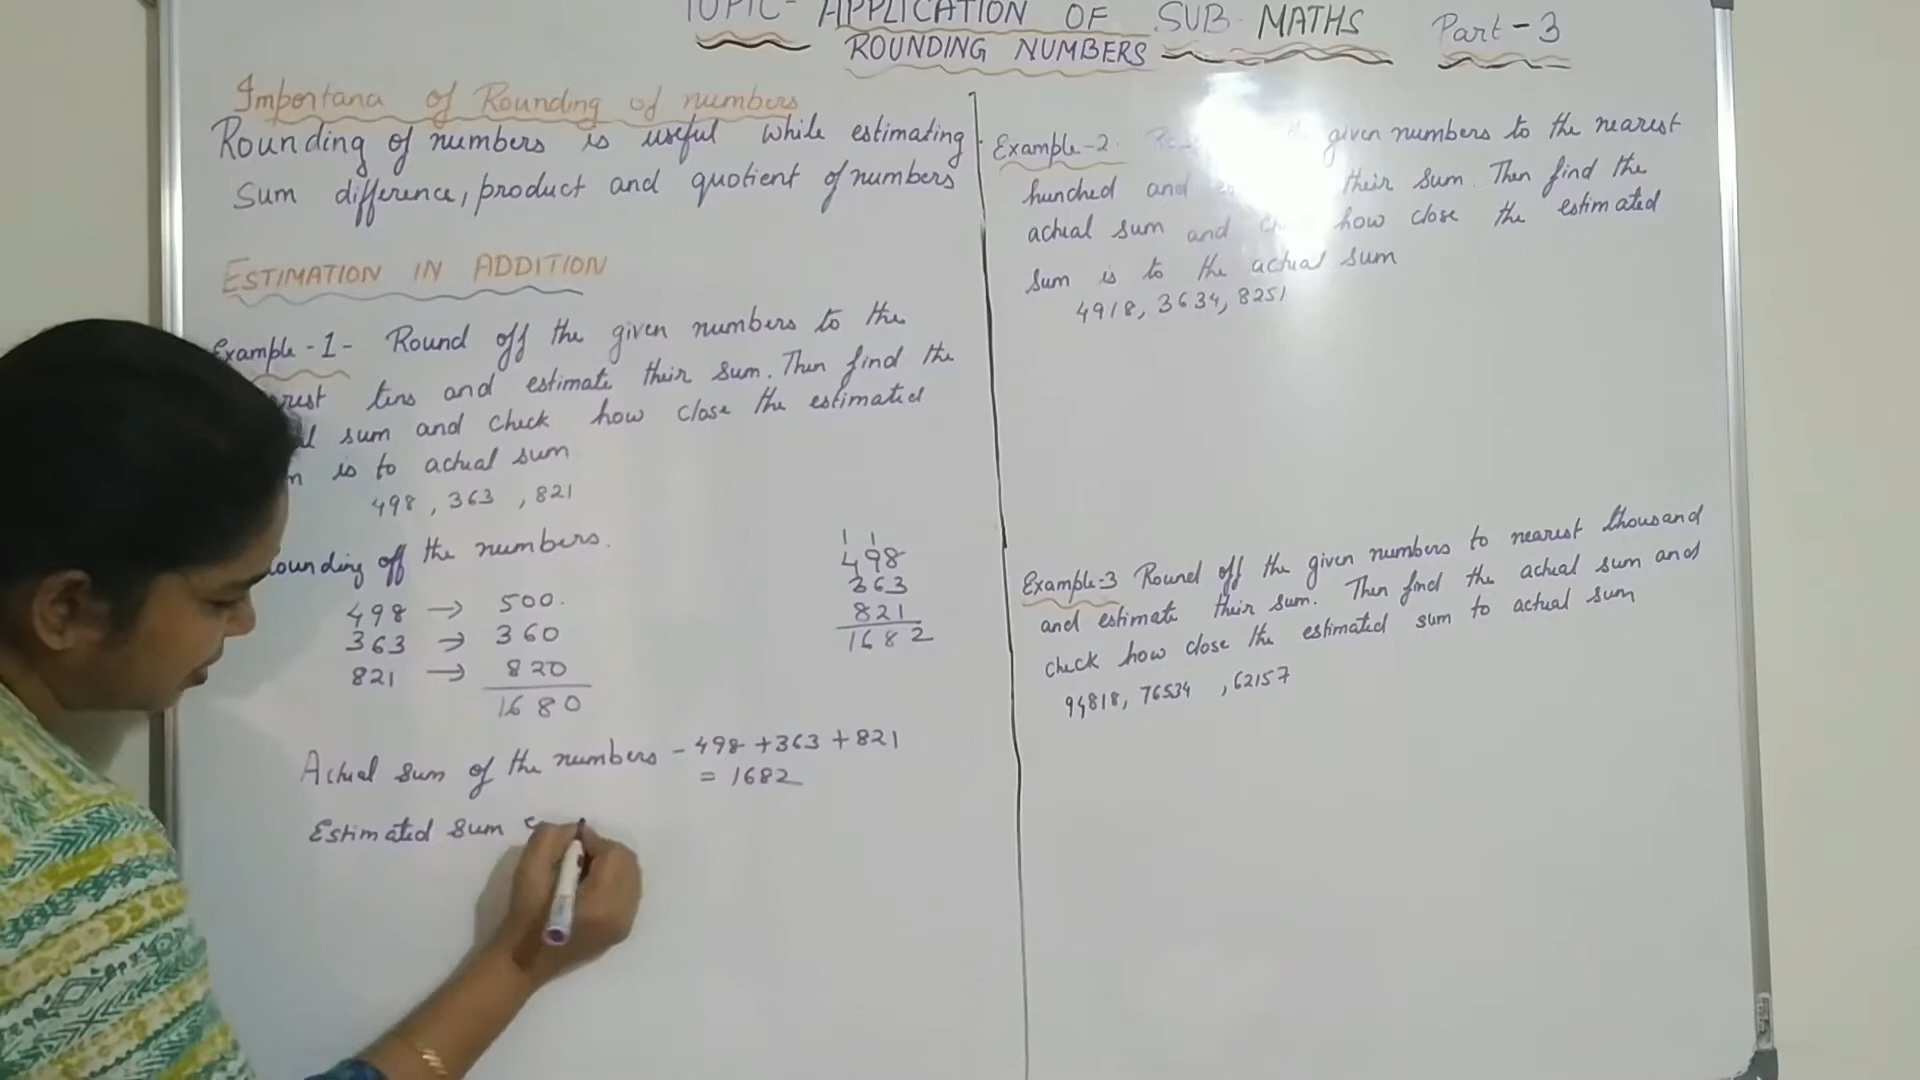 TOPIC- APPLICATION OF SUB MATHS Part-3
ROUNDING NUMBERS
Importana of Rounding of numbers
Rounding of numbers is useful while estimating
sum difference, product and quotient of numbers
ESTIMATION IN ADDITION
Example-1- Round off the given numbers to the
tens and estimate their sum. Then find the
sum and check how close the estimated
is to actual sum
498, 363, 821
off the numbers.
498 → 500.
363 → 360
821 → 820
1680
1 1
498
363
821
1682
Actual sum of the numbers - 498+363+821
= 1682
Estimated sum
Example-2. given numbers to the nearest
hundred and their sum. Then find the
actual sum and how close the estimated
sum is to the actual sum
4918, 3634, 8251
Example-3 Round off the given numbers to nearest thousand
and estimate their sum. Then find the actual sum and
check how close the estimated sum to actual sum
94818, 76534, 62157